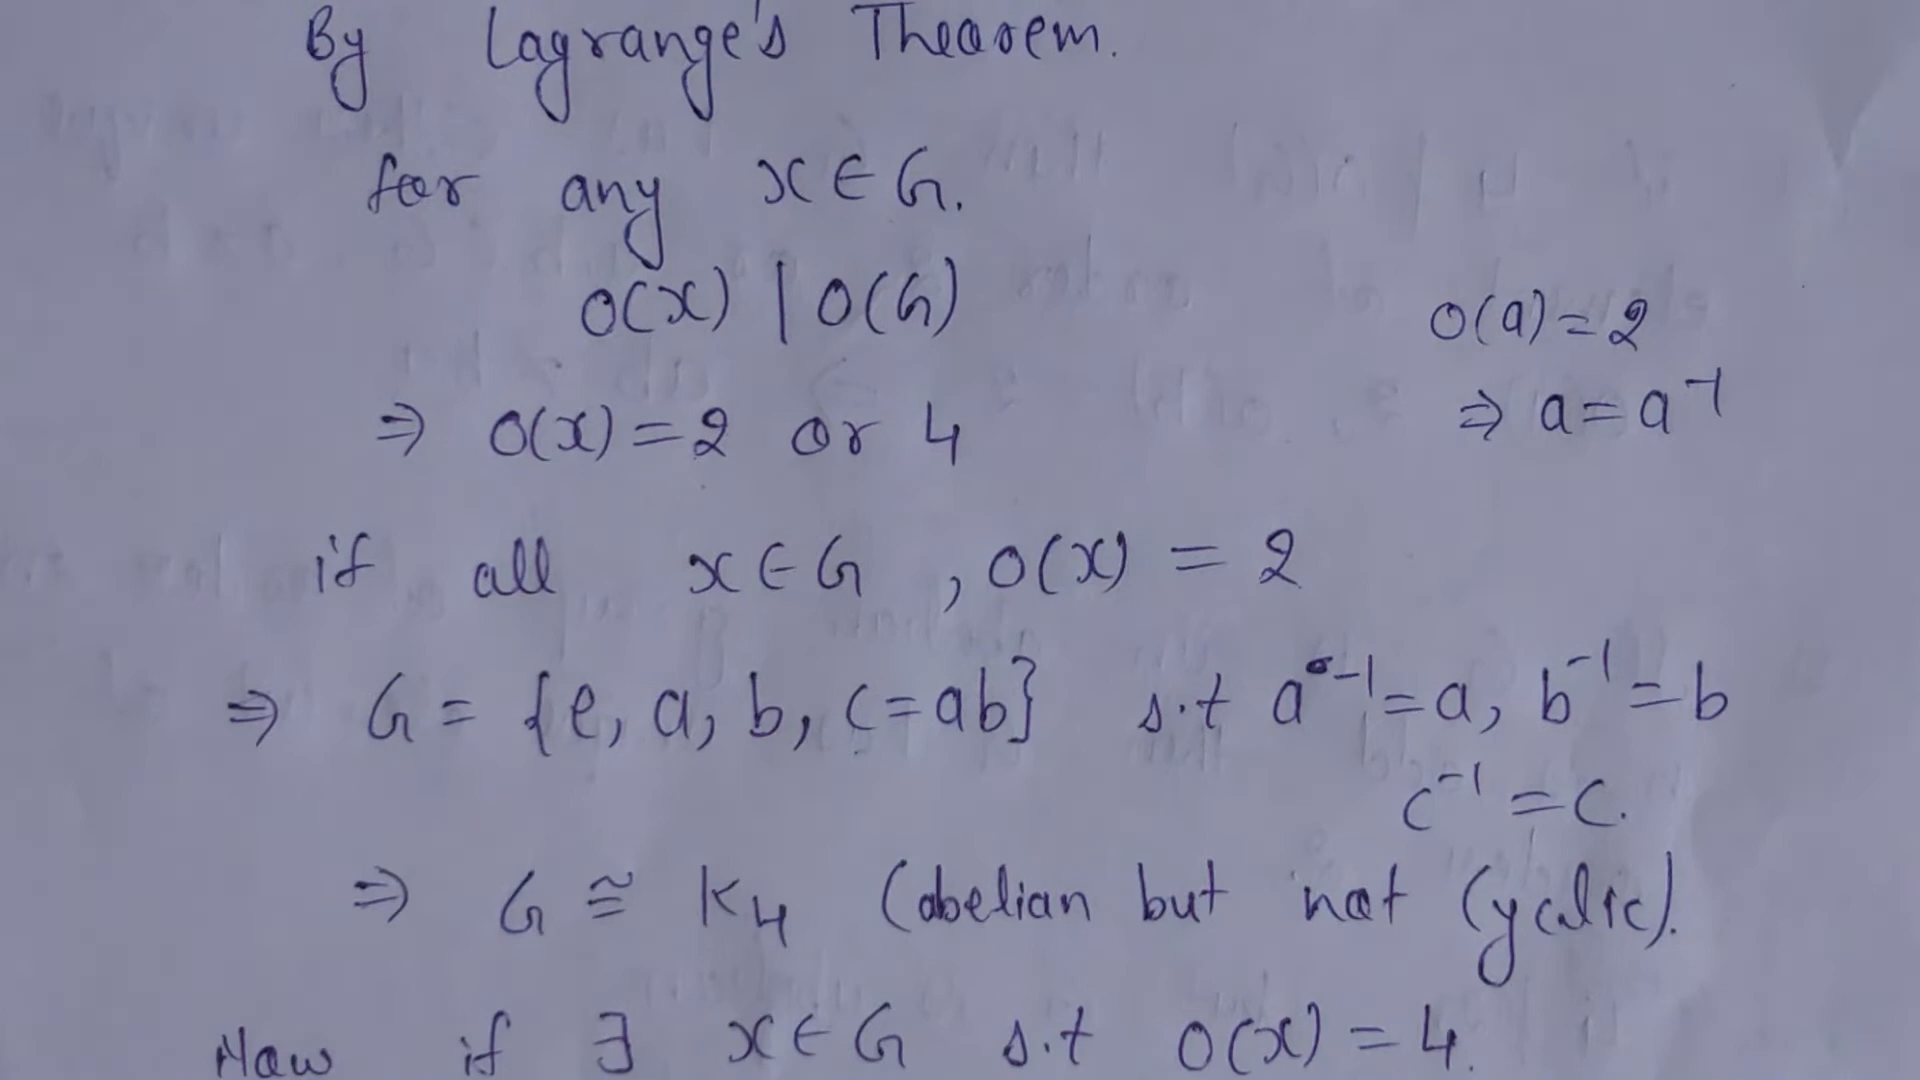 By Lagrange's Theorem.
for any x ∈ G.
o(x) | o(G)
o(a) = 2
⇒ a = a⁻¹
⇒ o(x) = 2 or 4
if all x ∈ G, o(x) = 2
⇒ G = {e, a, b, c=ab} s.t a⁻¹ = a, b⁻¹ = b
c⁻¹ = c.
⇒ G ≅ K₄ (abelian but not cyclic).
Now if ∃ x ∈ G s.t o(x) = 4.